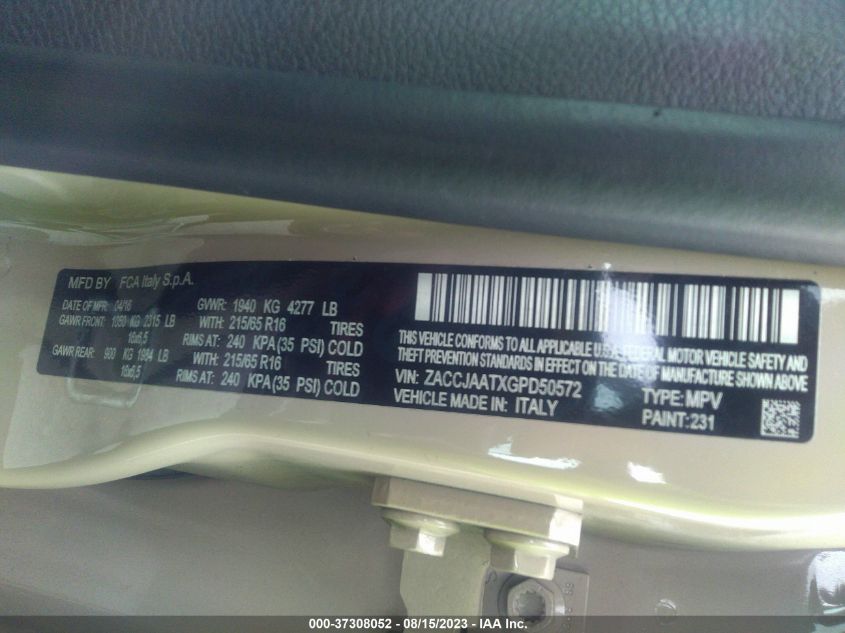 MFD BY FCA Italy S.p.A.
DATE OF MFR: 04/16 GVWR: 1940 KG 4277 LB
GAWR FRONT: 1050 KG 2315 LB WITH: 215/65 R16 TIRES
16x6,5 RIMS AT: 240 KPA (35 PSI) COLD
GAWR REAR: 900 KG 1984 LB WITH: 215/65 R16 TIRES
16x6,5 RIMS AT: 240 KPA (35 PSI) COLD
THIS VEHICLE CONFORMS TO ALL APPLICABLE U.S.A. FEDERAL MOTOR VEHICLE SAFETY AND
THEFT PREVENTION STANDARDS IN EFFECT ON THE DATE OF MANUFACTURE SHOWN ABOVE
VIN: ZACCJAATXGPD50572 TYPE: MPV
VEHICLE MADE IN: ITALY PAINT: 231
000-37308052 - 08/15/2023 - IAA Inc.